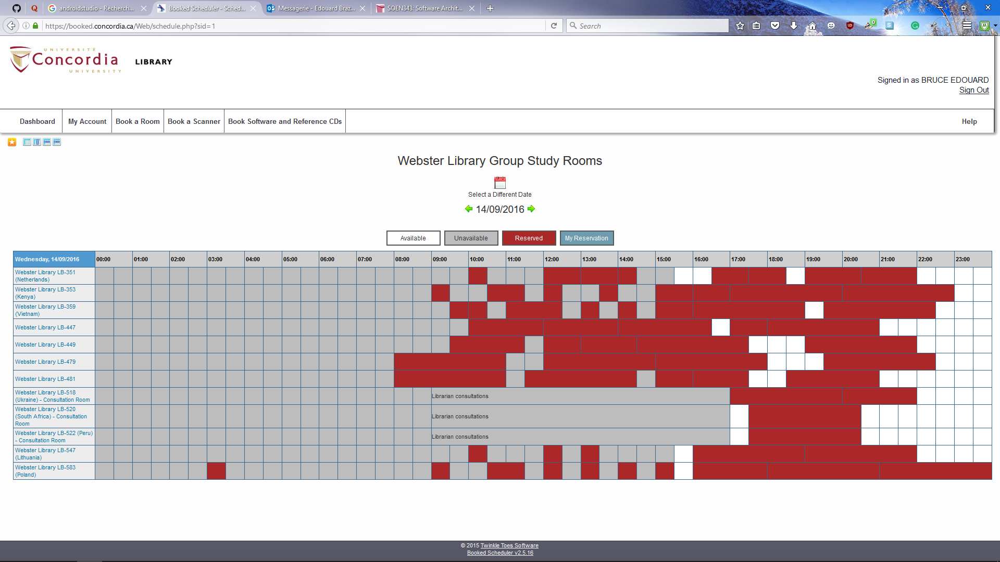 androidstudio - Recherch...
Booked Scheduler - Sched...
Messagerie - Edouard Braz...
SOEN343: Software Archit...
https://booked.concordia.ca/Web/schedule.php?sid=1
Search
0
UNIVERSITÉ
Concordia
UNIVERSITY
LIBRARY
Signed in as BRUCE EDOUARD
Sign Out
Dashboard
My Account
Book a Room
Book a Scanner
Book Software and Reference CDs
Help
Webster Library Group Study Rooms
Select a Different Date
14/09/2016
Available
Unavailable
Reserved
My Reservation
Wednesday, 14/09/2016 00:00 01:00 02:00 03:00 04:00 05:00 06:00 07:00 08:00 09:00 10:00 11:00 12:00 13:00 14:00 15:00 16:00 17:00 18:00 19:00 20:00 21:00 22:00 23:00
Webster Library LB-351
(Netherlands)
Webster Library LB-353
(Kenya)
Webster Library LB-359
(Vietnam)
Webster Library LB-447
Webster Library LB-449
Webster Library LB-479
Webster Library LB-481
Webster Library LB-518
(Ukraine) - Consultation Room
Librarian consultations
Webster Library LB-520
(South Africa) - Consultation
Room
Librarian consultations
Webster Library LB-522 (Peru)
- Consultation Room
Librarian consultations
Webster Library LB-547
(Lithuania)
Webster Library LB-583
(Poland)
© 2015 Twinkle Toes Software
Booked Scheduler v2.5.16